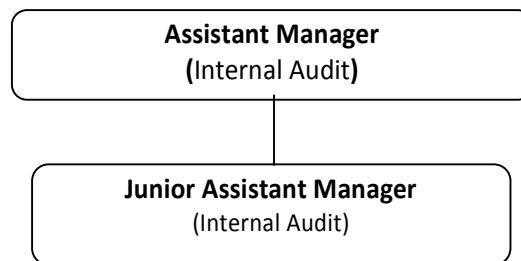 Assistant Manager
(Internal Audit)
Junior Assistant Manager
(Internal Audit)